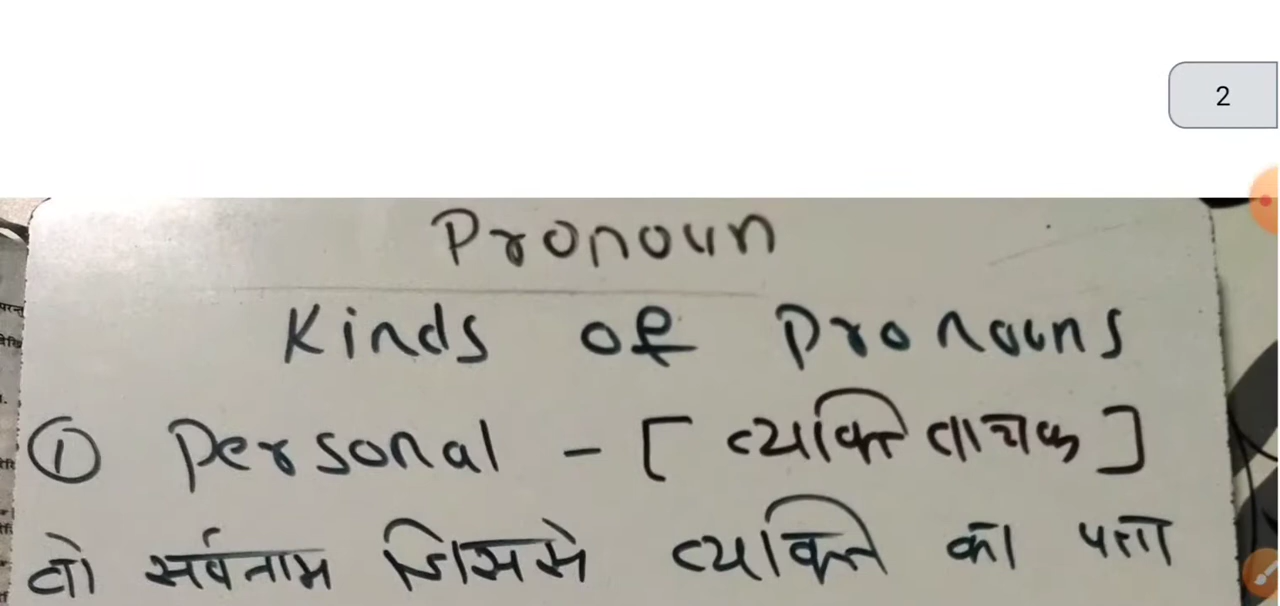 2
Pronoun
Kinds of Pronouns
① Personal - [व्यक्ति वाचक]
वो सर्वनाम जिससे व्यक्ति का पता